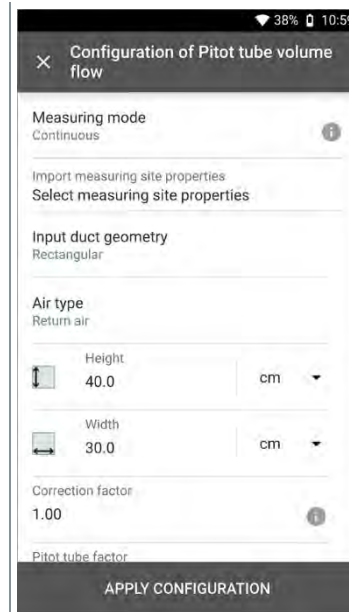 38% 10:59
Configuration of Pitot tube volume
flow
Measuring mode
Continuous
Import measuring site properties
Select measuring site properties
Input duct geometry
Rectangular
Air type
Return air
Height
40.0 cm
Width
30.0 cm
Correction factor
1.00
Pitot tube factor
APPLY CONFIGURATION